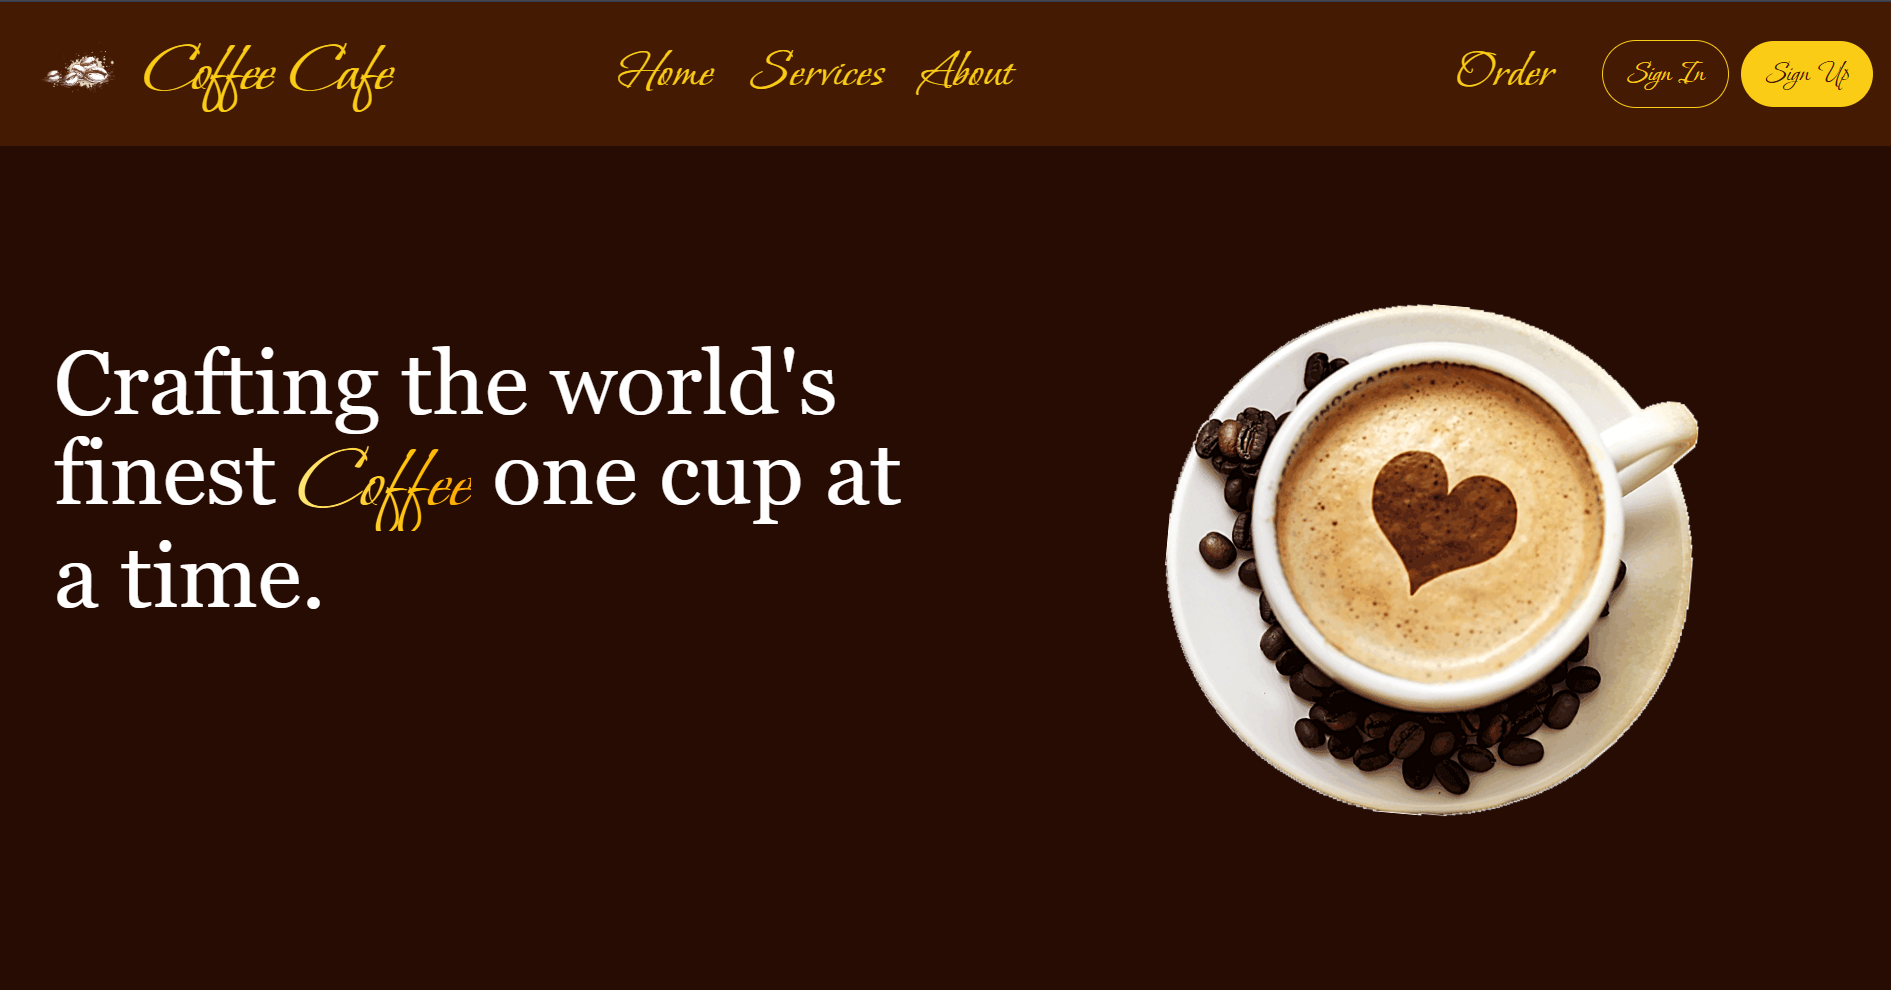 Coffee Cafe
Home Services About
Order Sign In Sign Up
Crafting the world's
finest Coffee one cup at
a time.